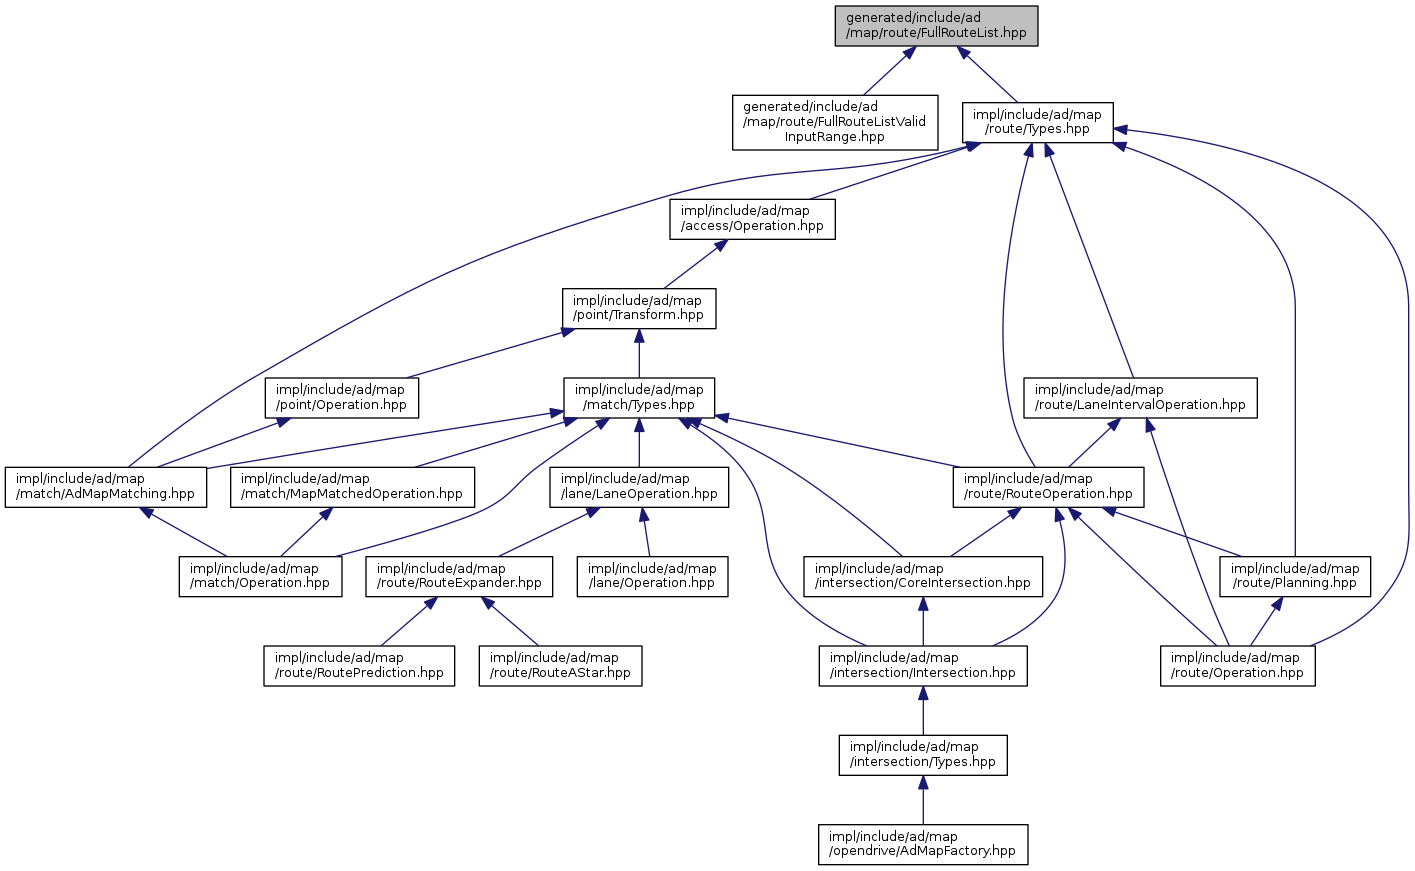 generated/include/ad
/map/route/FullRouteList.hpp
generated/include/ad
/map/route/FullRouteListValid
InputRange.hpp
impl/include/ad/map
/route/Types.hpp
impl/include/ad/map
/access/Operation.hpp
impl/include/ad/map
/point/Transform.hpp
impl/include/ad/map
/point/Operation.hpp
impl/include/ad/map
/match/Types.hpp
impl/include/ad/map
/route/LaneIntervalOperation.hpp
impl/include/ad/map
/match/AdMapMatching.hpp
impl/include/ad/map
/match/MapMatchedOperation.hpp
impl/include/ad/map
/lane/LaneOperation.hpp
impl/include/ad/map
/route/RouteOperation.hpp
impl/include/ad/map
/match/Operation.hpp
impl/include/ad/map
/route/RouteExpander.hpp
impl/include/ad/map
/lane/Operation.hpp
impl/include/ad/map
/intersection/CoreIntersection.hpp
impl/include/ad/map
/route/Planning.hpp
impl/include/ad/map
/route/RoutePrediction.hpp
impl/include/ad/map
/route/RouteAStar.hpp
impl/include/ad/map
/intersection/Intersection.hpp
impl/include/ad/map
/route/Operation.hpp
impl/include/ad/map
/intersection/Types.hpp
impl/include/ad/map
/opendrive/AdMapFactory.hpp